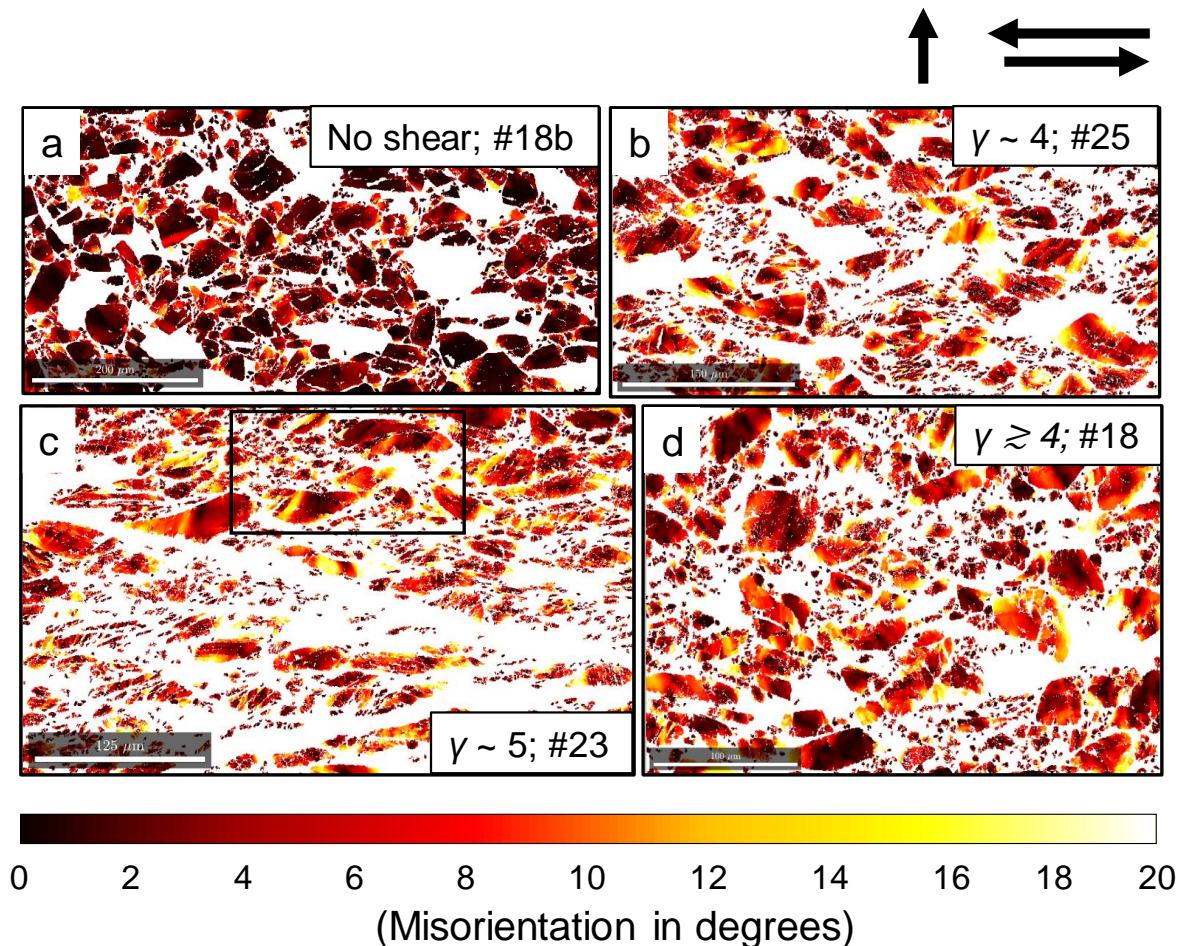 a
No shear; #18b
200 μm
b
γ ~ 4; #25
150 μm
c
γ ~ 5; #23
125 μm
d
γ ≳ 4; #18
100 μm
0 2 4 6 8 10 12 14 16 18 20
(Misorientation in degrees)